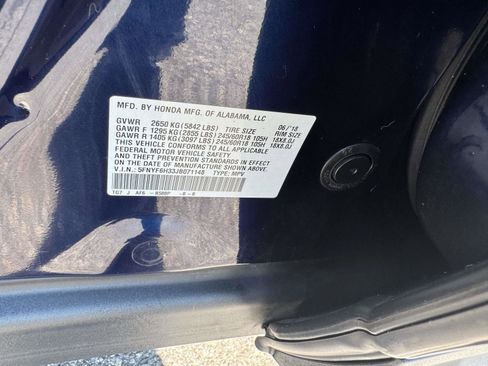 MFD. BY HONDA MFG. OF ALABAMA, LLC
GVWR 2650 KG (5842 LBS) TIRE SIZE 06/'18 RIM SIZE
GAWR F 1295 KG (2855 LBS) 245/60R18 105H 18X8.0J
GAWR R 1405 KG (3097 LBS) 245/60R18 105H 18X8.0J
THIS VEHICLE CONFORMS TO ALL APPLICABLE
FEDERAL MOTOR VEHICLE SAFETY
AND THEFT PREVENTION STANDARDS IN EFFECT
ON THE DATE OF MANUFACTURE SHOWN ABOVE.
V.I.N.: 5FNYF6H33JB071148 TYPE: MPV
TG7 J AF6